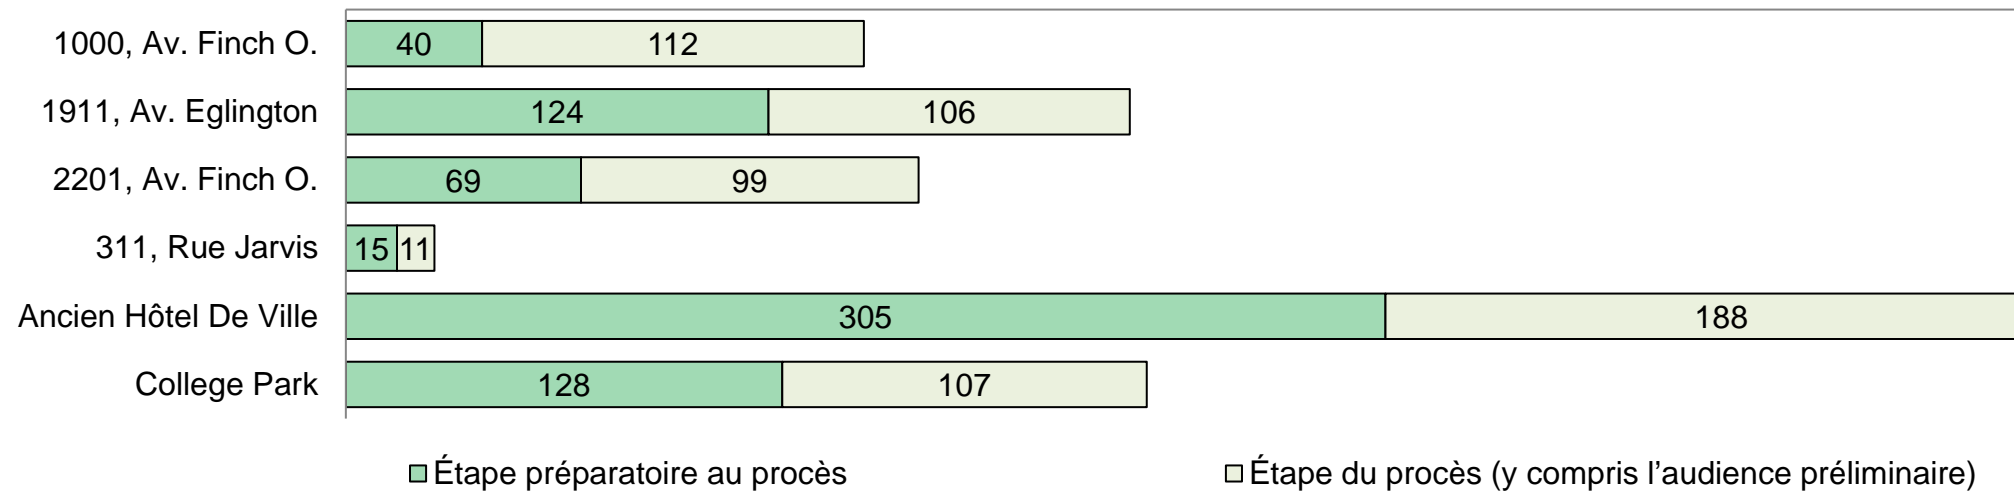 1000, Av. Finch O. 40 112
1911, Av. Eglington 124 106
2201, Av. Finch O. 69 99
311, Rue Jarvis 15 11
Ancien Hôtel De Ville 305 188
College Park 128 107
Étape préparatoire au procès Étape du procès (y compris l’audience préliminaire)